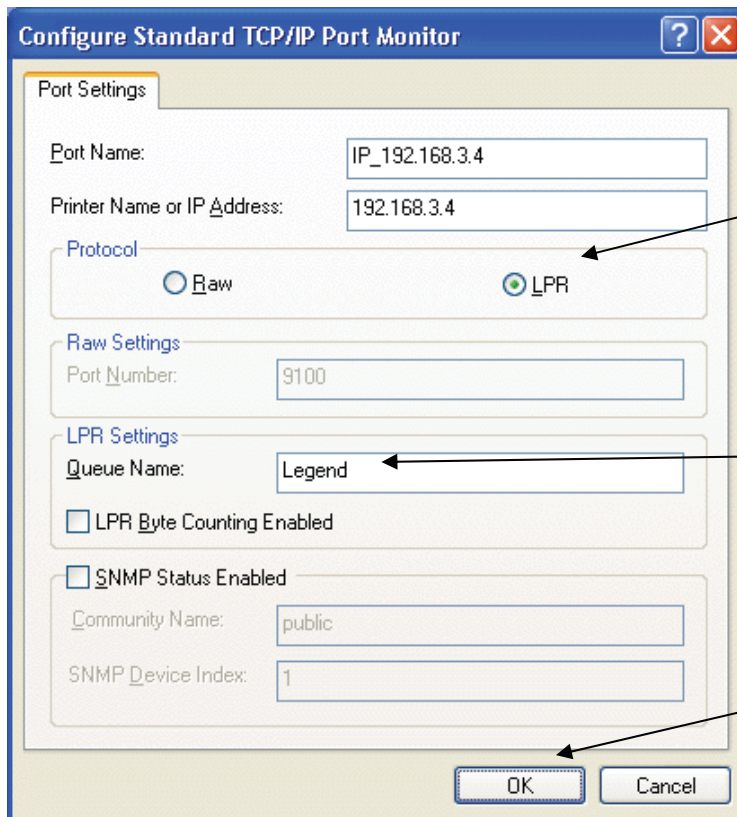 Configure Standard TCP/IP Port Monitor
Port Settings
Port Name: IP_192.168.3.4
Printer Name or IP Address: 192.168.3.4
Protocol
Raw LPR
Raw Settings
Port Number: 9100
LPR Settings
Queue Name: Legend
LPR Byte Counting Enabled
SNMP Status Enabled
Community Name: public
SNMP Device Index: 1
OK Cancel